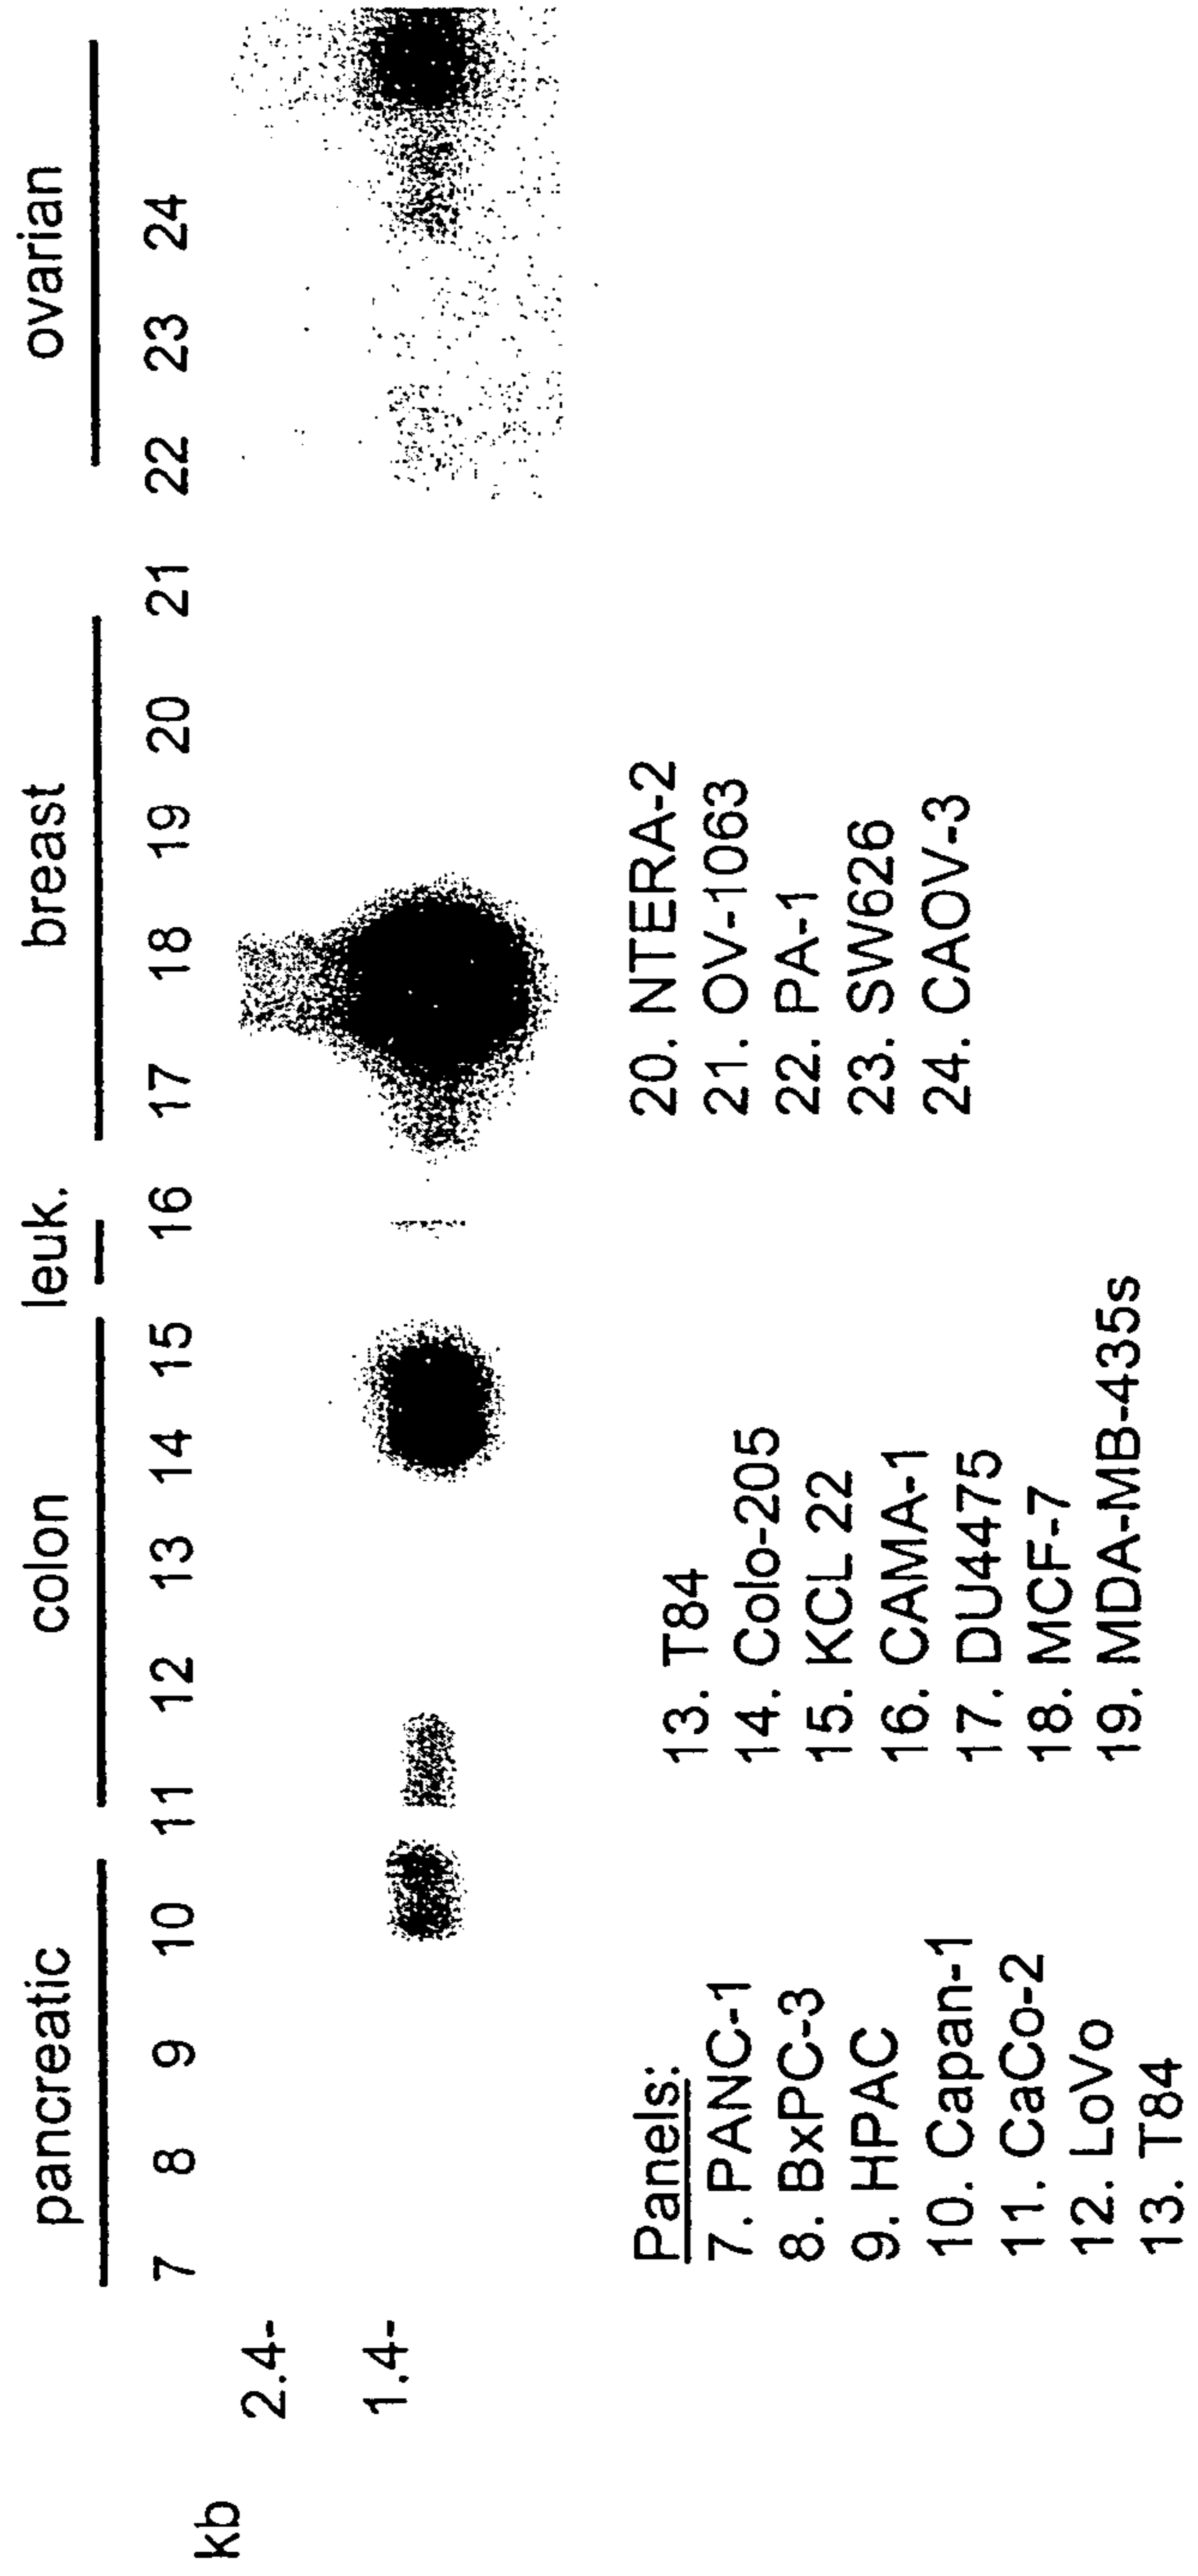 pancreatic colon leuk. breast ovarian
7 8 9 10 11 12 13 14 15 16 17 18 19 20 21 22 23 24
kb
2.4-
1.4-
Panels:
7. PANC-1
8. BxPC-3
9. HPAC
10. Capan-1
11. CaCo-2
12. LoVo
13. T84
13. T84
14. Colo-205
15. KCL 22
16. CAMA-1
17. DU4475
18. MCF-7
19. MDA-MB-435s
20. NTERA-2
21. OV-1063
22. PA-1
23. SW626
24. CAOV-3